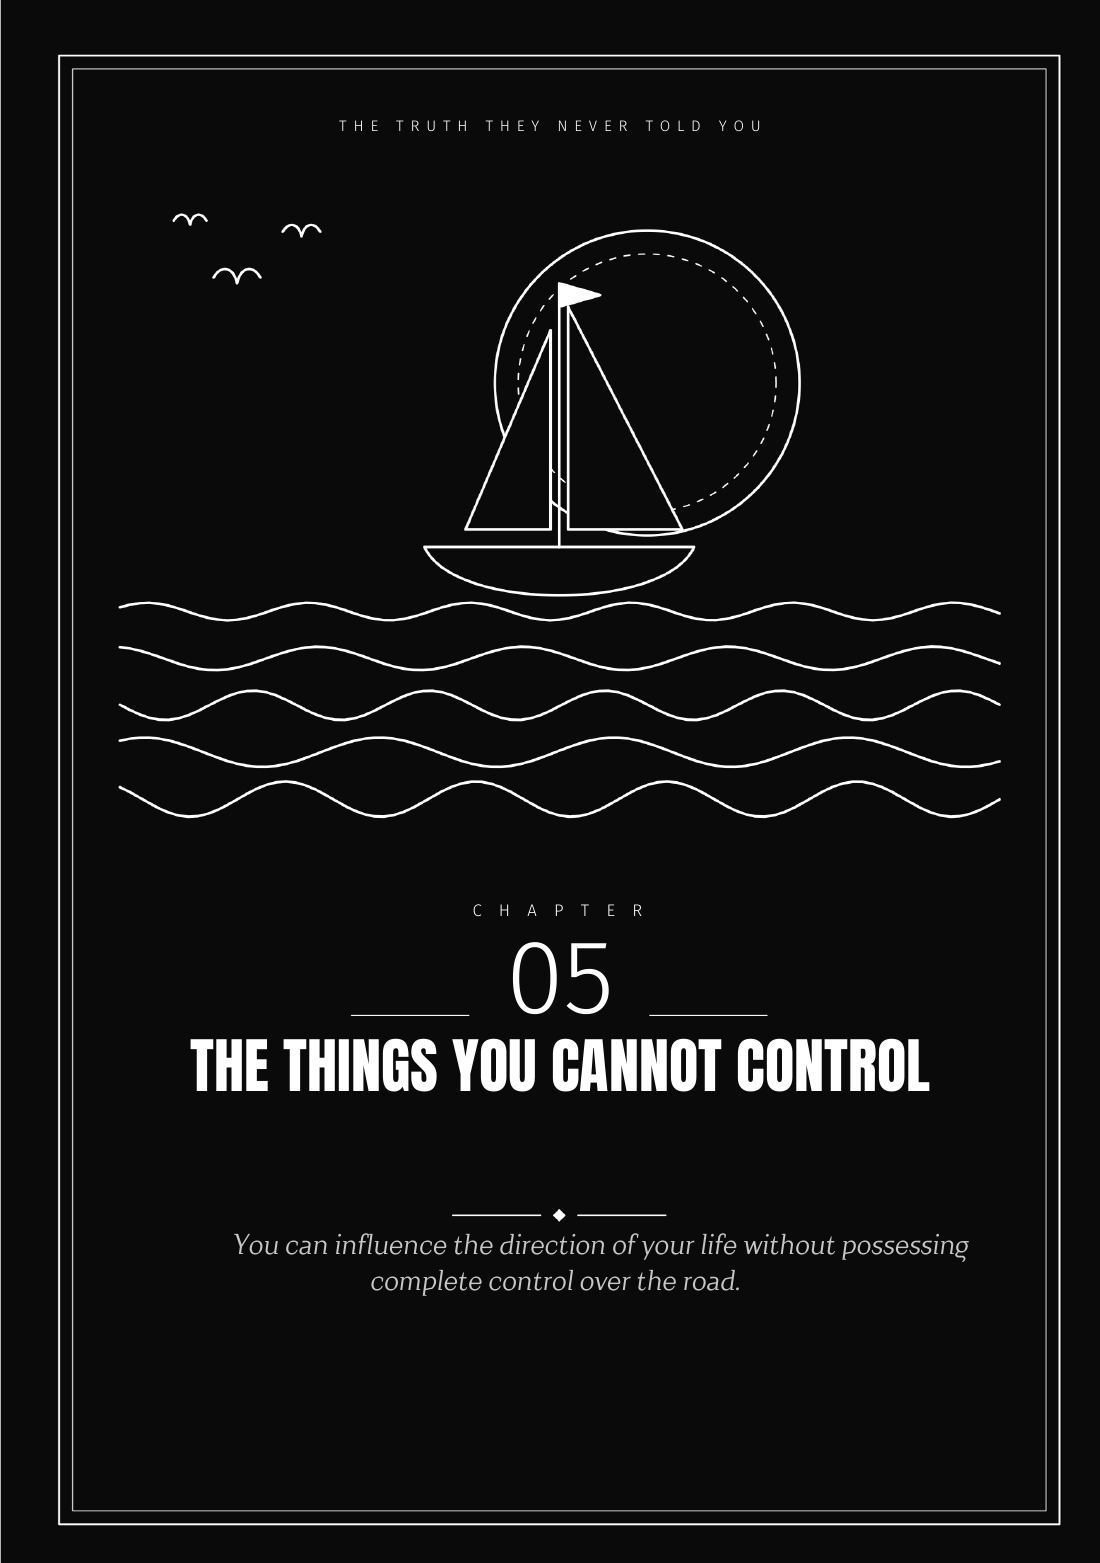 THE TRUTH THEY NEVER TOLD YOU
CHAPTER
05
THE THINGS YOU CANNOT CONTROL
You can influence the direction of your life without possessing
complete control over the road.